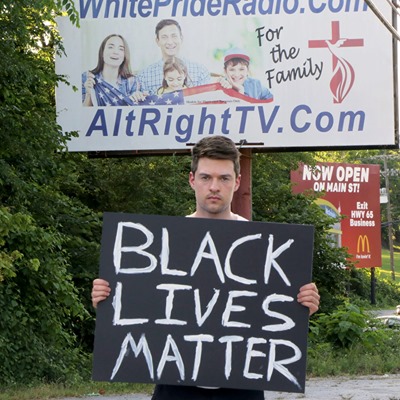 WhitePrideRadio.Com
For
the
Family
AltRightTV.Com
NOW OPEN
ON MAIN ST!
Exit
HWY 65
Business
BLACK
LIVES
MATTER